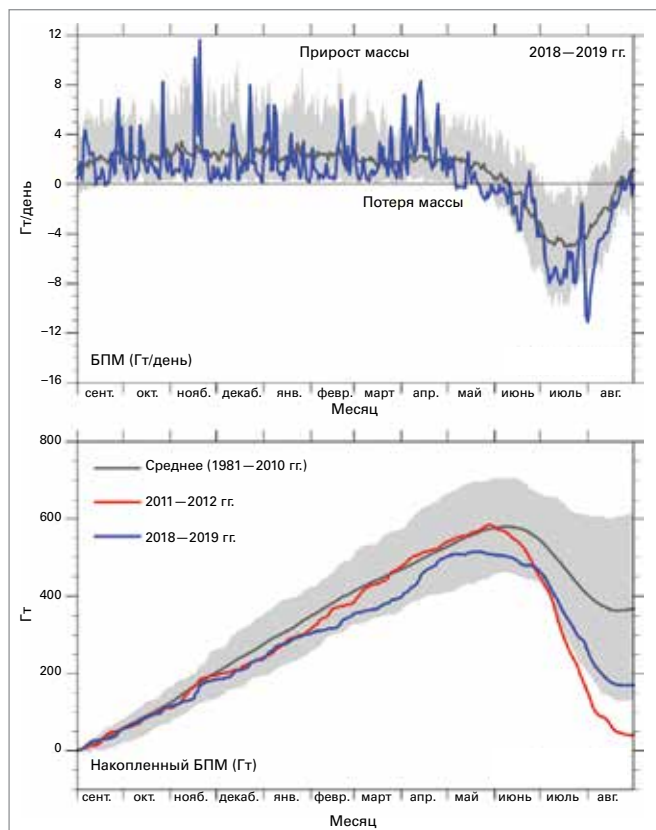 12
8
4
0
−4
−8
−12
−16
Гт/день
Прирост массы
2018—2019 гг.
Потеря массы
БПМ (Гт/день)
сент. окт. нояб. декаб. янв. февр. март апр. май июнь июль авг.
Месяц
800
600
400
200
0
Гт
Среднее (1981—2010 гг.)
2011—2012 гг.
2018—2019 гг.
Накопленный БПМ (Гт)
сент. окт. нояб. декаб. янв. февр. март апр. май июнь июль авг.
Месяц